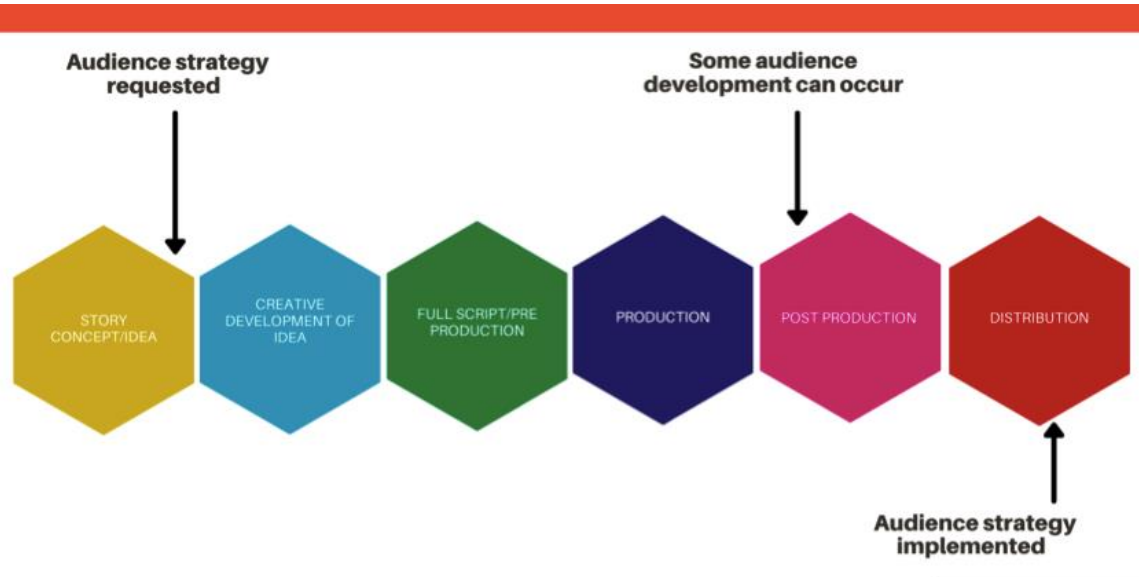 Audience strategy
requested
Some audience
development can occur
STORY
CONCEPT/IDEA
CREATIVE
DEVELOPMENT OF
IDEA
FULL SCRIPT/PRE
PRODUCTION
PRODUCTION
POST PRODUCTION
DISTRIBUTION
Audience strategy
implemented